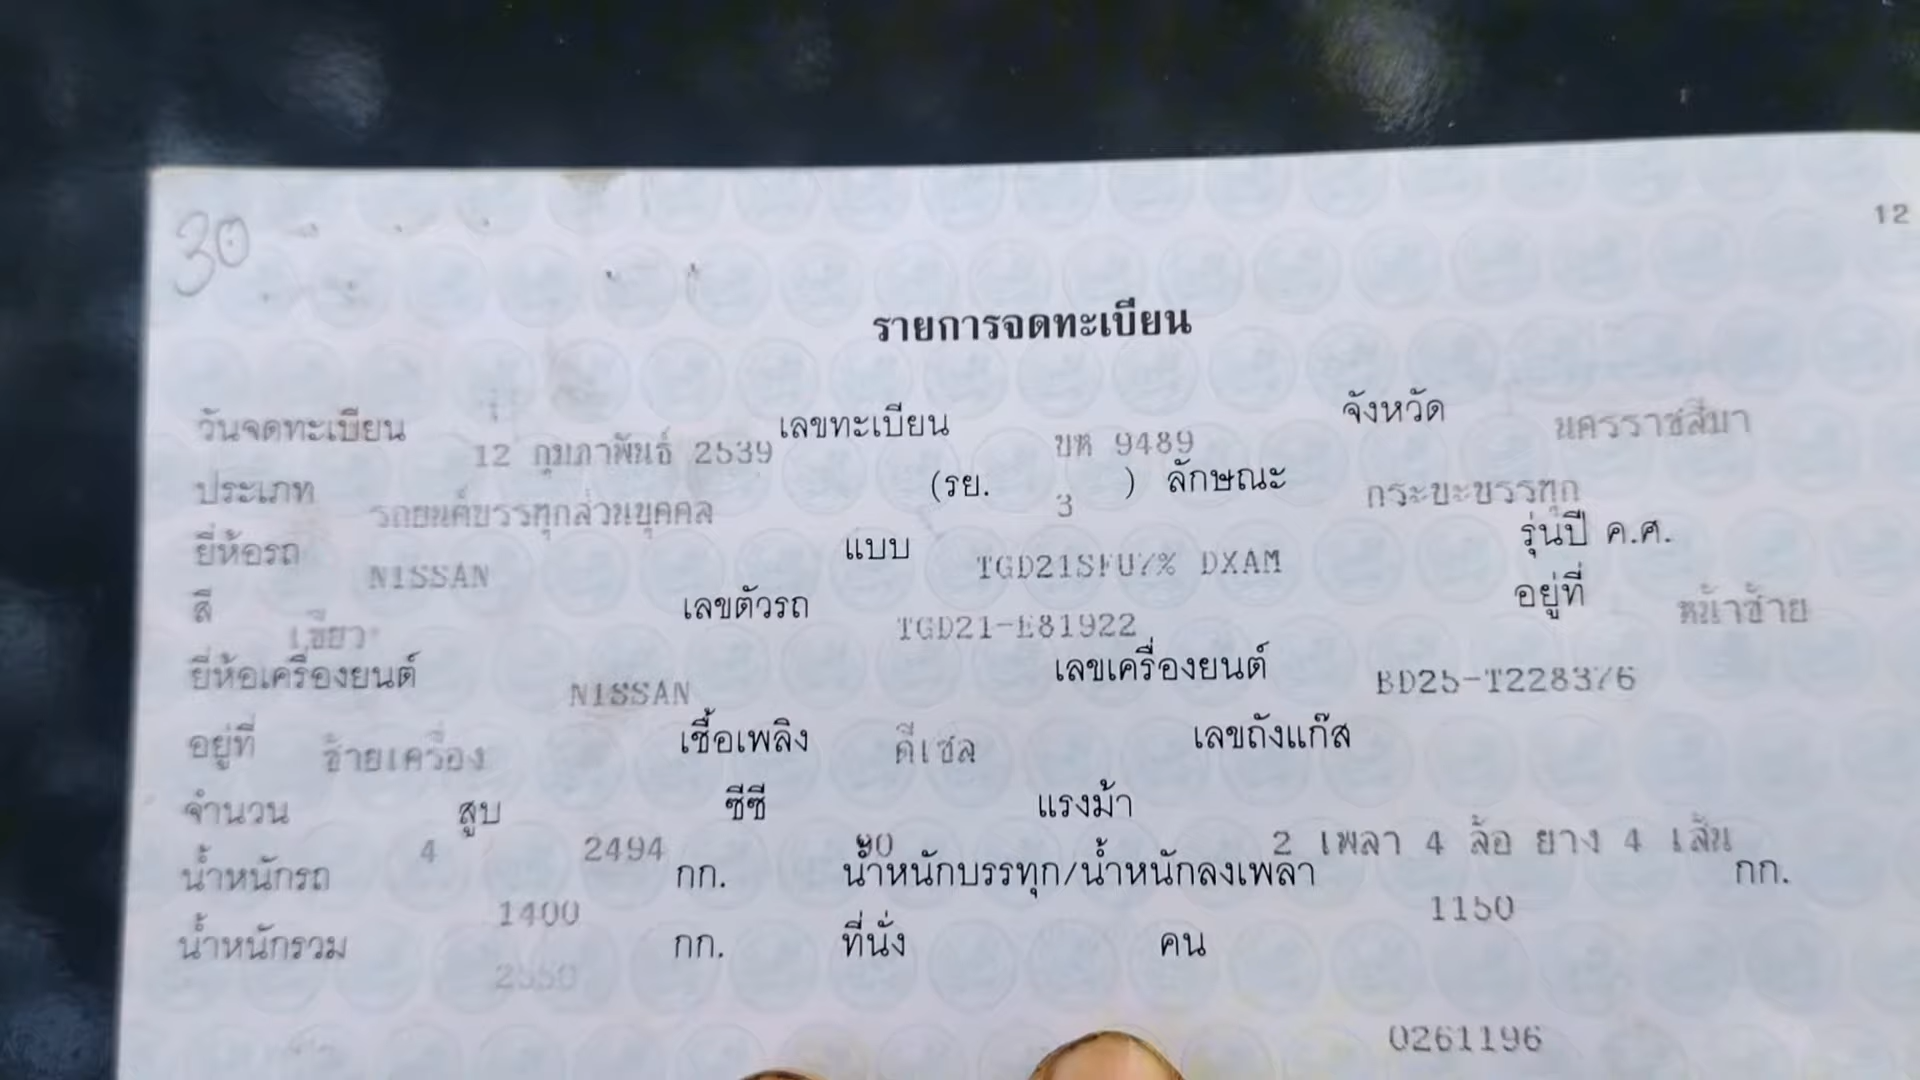 30
12
รายการจดทะเบียน
วันจดทะเบียน 12 กุมภาพันธ์ 2539 เลขทะเบียน บห 9489 จังหวัด นครราชสีมา
ประเภท รถยนต์บรรทุกส่วนบุคคล (รย. 3 ) ลักษณะ กระบะบรรทุก
ยี่ห้อรถ NISSAN แบบ TGD21SFU7% DXAM รุ่นปี ค.ศ.
สี เขียว เลขตัวรถ TGD21-E81922 อยู่ที่ หน้าซ้าย
ยี่ห้อเครื่องยนต์ NISSAN เลขเครื่องยนต์ BD25-T228376
อยู่ที่ ซ้ายเครื่อง เชื้อเพลิง ดีเซล เลขถังแก๊ส
จำนวน 4 สูบ 2494 ซีซี 90 แรงม้า 2 เพลา 4 ล้อ ยาง 4 เส้น
น้ำหนักรถ 1400 กก. น้ำหนักบรรทุก/น้ำหนักลงเพลา 1150 กก.
น้ำหนักรวม 2550 กก. ที่นั่ง คน
0261196